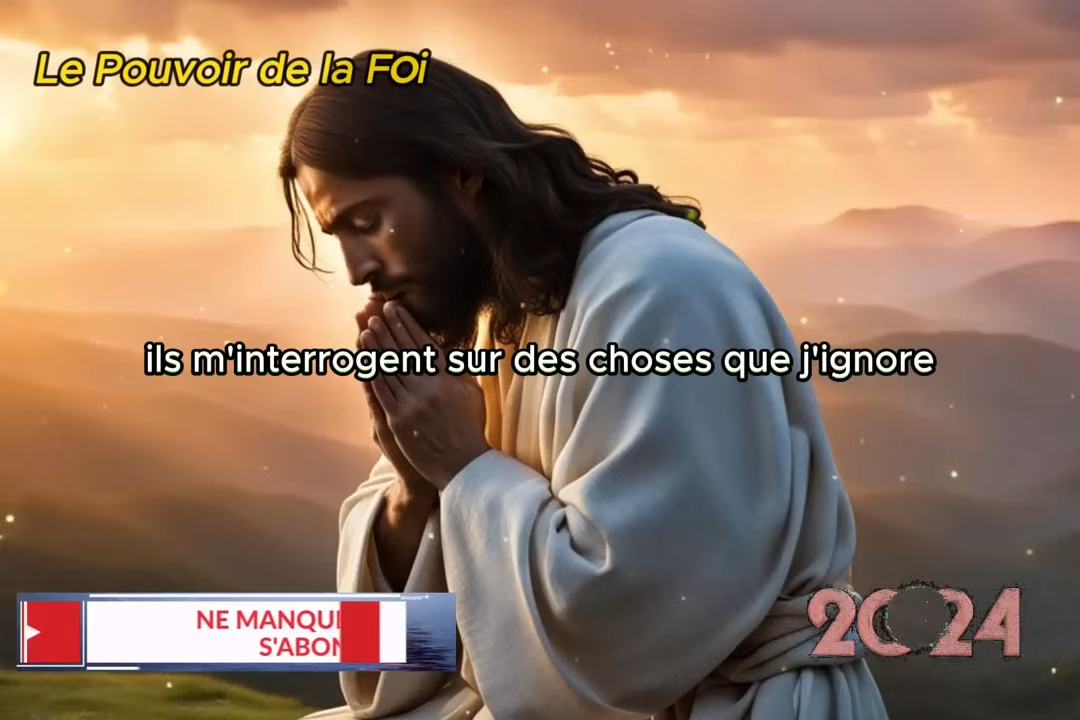 Le Pouvoir de la FOi
ils m'interrogent sur des choses que j'ignore
NE MANQU
S'ABON
2024